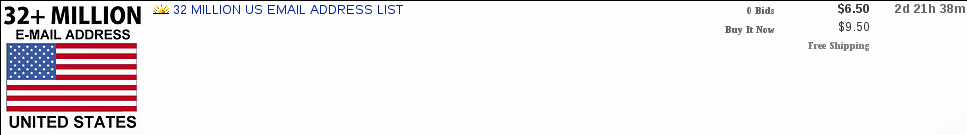 32+ MILLION
E-MAIL ADDRESS
UNITED STATES
32 MILLION US EMAIL ADDRESS LIST
0 Bids $6.50 2d 21h 38m
Buy It Now $9.50
Free Shipping